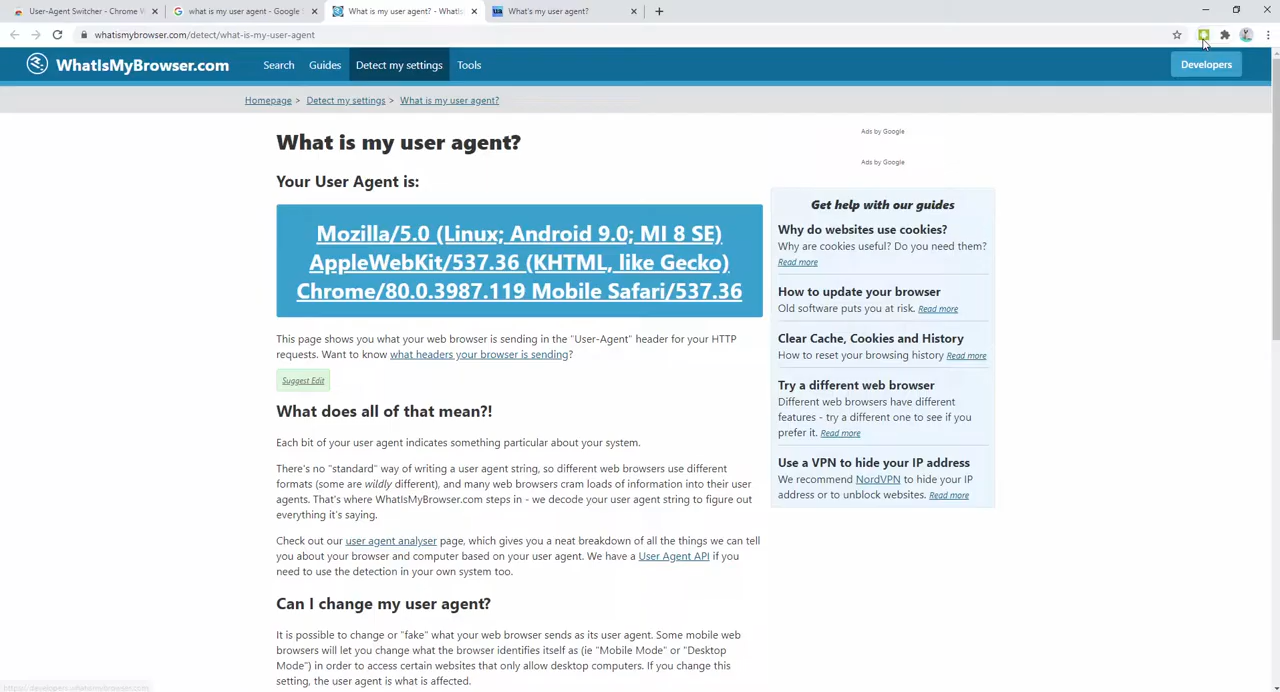 User-Agent Switcher - Chrome W
what is my user agent - Google S
What is my user agent? - WhatIs
What's my user agent?
whatismybrowser.com/detect/what-is-my-user-agent
WhatIsMyBrowser.com
Search
Guides
Detect my settings
Tools
Developers
Homepage > Detect my settings > What is my user agent?
What is my user agent?
Your User Agent is:
Mozilla/5.0 (Linux; Android 9.0; MI 8 SE)
AppleWebKit/537.36 (KHTML, like Gecko)
Chrome/80.0.3987.119 Mobile Safari/537.36
This page shows you what your web browser is sending in the "User-Agent" header for your HTTP
requests. Want to know what headers your browser is sending?
Suggest Edit
What does all of that mean?!
Each bit of your user agent indicates something particular about your system.
There's no "standard" way of writing a user agent string, so different web browsers use different
formats (some are wildly different), and many web browsers cram loads of information into their user
agents. That's where WhatIsMyBrowser.com steps in - we decode your user agent string to figure out
everything it's saying.
Check out our user agent analyser page, which gives you a neat breakdown of all the things we can tell
you about your browser and computer based on your user agent. We have a User Agent API if you
need to use the detection in your own system too.
Can I change my user agent?
It is possible to change or "fake" what your web browser sends as its user agent. Some mobile web
browsers will let you change what the browser identifies itself as (ie "Mobile Mode" or "Desktop
Mode") in order to access certain websites that only allow desktop computers. If you change this
setting, the user agent is what is affected.
Ads by Google
Ads by Google
Get help with our guides
Why do websites use cookies?
Why are cookies useful? Do you need them?
Read more
How to update your browser
Old software puts you at risk. Read more
Clear Cache, Cookies and History
How to reset your browsing history Read more
Try a different web browser
Different web browsers have different
features - try a different one to see if you
prefer it. Read more
Use a VPN to hide your IP address
We recommend NordVPN to hide your IP
address or to unblock websites. Read more
https://developers.whatismybrowser.com